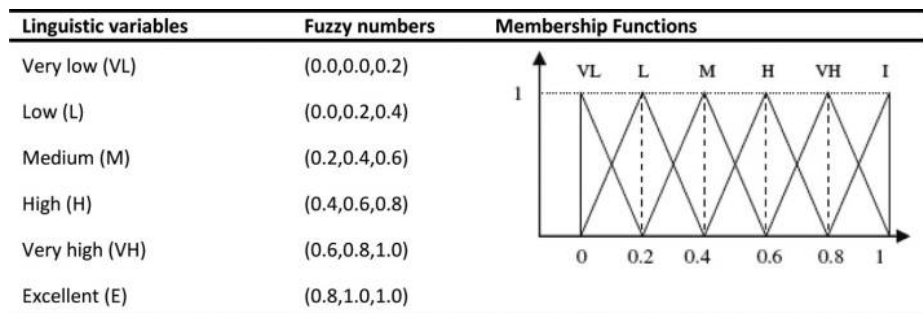 Linguistic variables Fuzzy numbers Membership Functions
Very low (VL) (0.0,0.0,0.2)
Low (L) (0.0,0.2,0.4)
Medium (M) (0.2,0.4,0.6)
High (H) (0.4,0.6,0.8)
Very high (VH) (0.6,0.8,1.0)
Excellent (E) (0.8,1.0,1.0)
VL L M H VH I
1
0 0.2 0.4 0.6 0.8 1